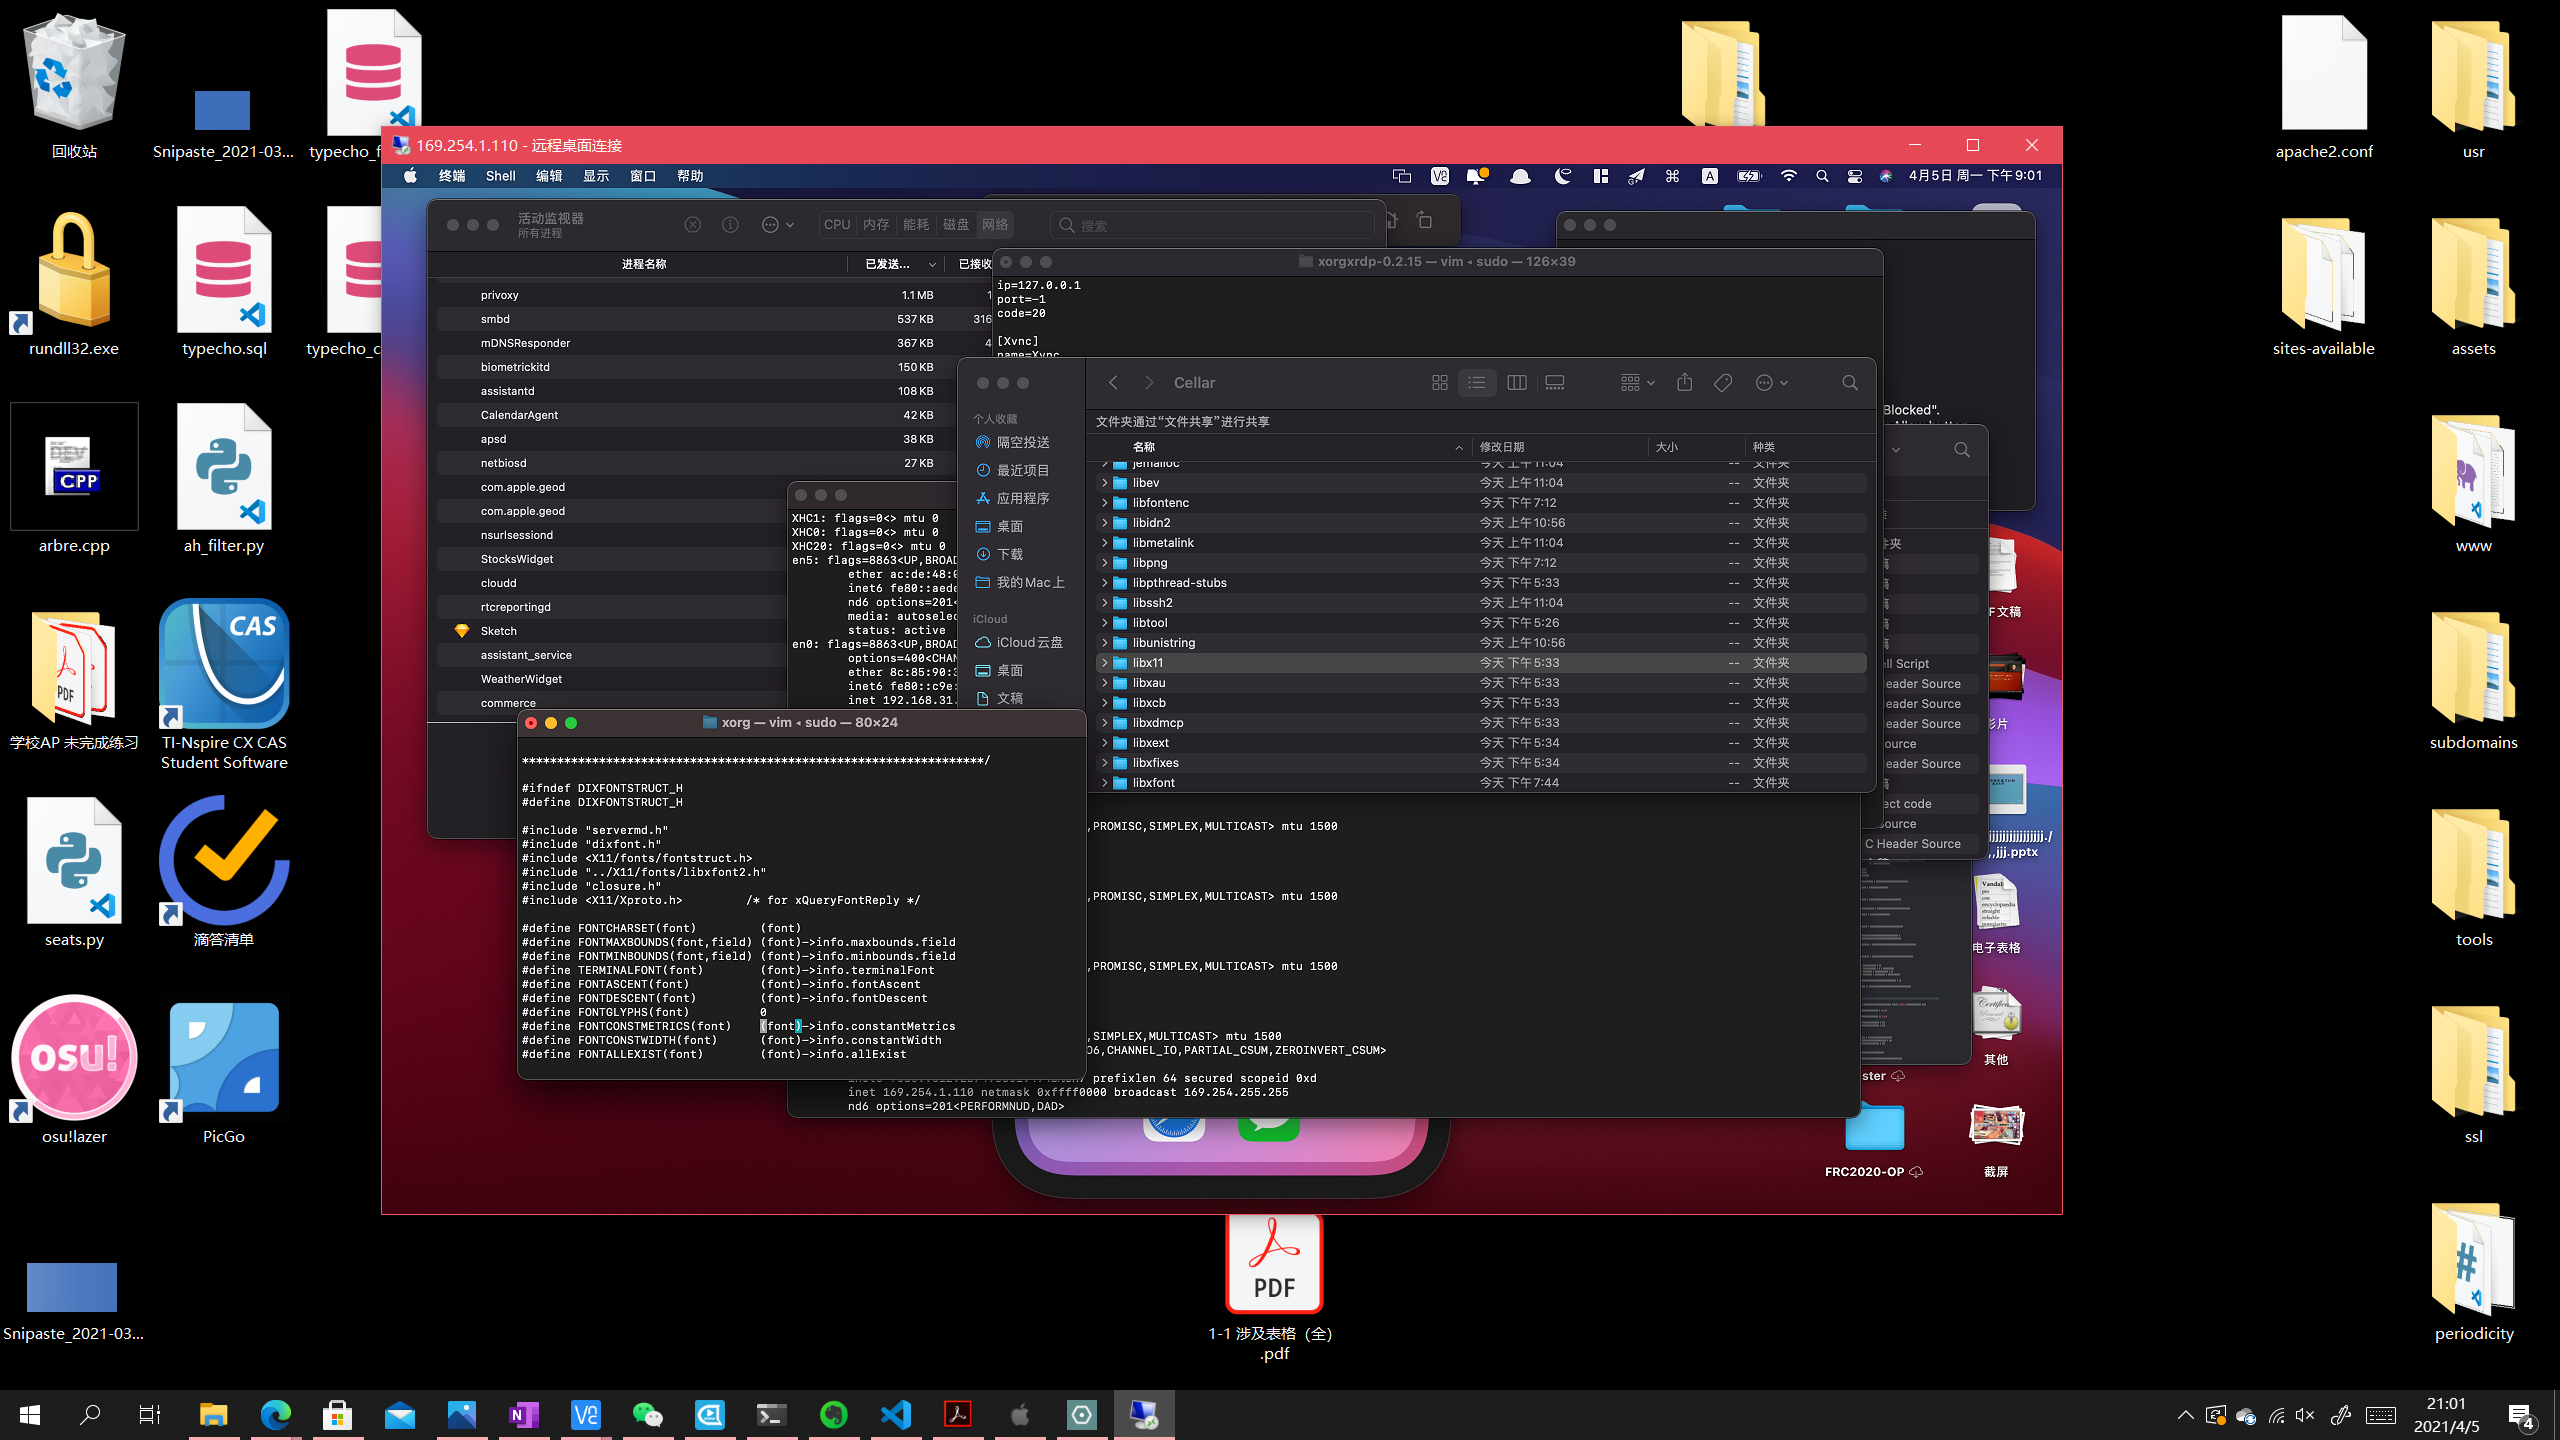 回收站
Snipaste_2021-03...
typecho_f
rundll32.exe
typecho.sql
typecho_c
CPP
arbre.cpp
ah_filter.py
PDF
CAS
学校AP 未完成练习
TI-Nspire CX CAS
Student Software
seats.py
滴答清单
osu!
osu!lazer
PicGo
Snipaste_2021-03...
apache2.conf
usr
sites-available
assets
www
subdomains
tools
ssl
periodicity
169.254.1.110 - 远程桌面连接
终端 Shell 编辑 显示 窗口 帮助
A
4月5日 周一 下午9:01
活动监视器
所有进程
CPU 内存 能耗 磁盘 网络
搜索
进程名称 已发送... 已接收
privoxy 1.1 MB
smbd 537 KB 316
mDNSResponder 367 KB
biometrickitd 150 KB
assistantd 108 KB
CalendarAgent 42 KB
apsd 38 KB
netbiosd 27 KB
com.apple.geod
com.apple.geod
nsurlsessiond
StocksWidget
cloudd
rtcreportingd
Sketch
assistant_service
WeatherWidget
commerce
xorgxrdp-0.2.15 — vim ◂ sudo — 126×39
ip=127.0.0.1
port=-1
code=20
[Xvnc]
name=Xvnc
Blocked".
Cellar
个人收藏
隔空投送
最近项目
应用程序
桌面
下载
我的Mac上
iCloud
iCloud云盘
桌面
文稿
文件夹通过“文件共享”进行共享
名称 修改日期 大小 种类
jemalloc 今天 上午11:04 -- 文件夹
libev 今天 上午11:04 -- 文件夹
libfontenc 今天 下午7:12 -- 文件夹
libidn2 今天 上午10:56 -- 文件夹
libmetalink 今天 上午11:04 -- 文件夹
libpng 今天 下午7:12 -- 文件夹
libpthread-stubs 今天 下午5:33 -- 文件夹
libssh2 今天 上午11:04 -- 文件夹
libtool 今天 下午5:26 -- 文件夹
libunistring 今天 上午10:56 -- 文件夹
libx11 今天 下午5:33 -- 文件夹
libxau 今天 下午5:33 -- 文件夹
libxcb 今天 下午5:33 -- 文件夹
libxdmcp 今天 下午5:33 -- 文件夹
libxext 今天 下午5:34 -- 文件夹
libxfixes 今天 下午5:34 -- 文件夹
libxfont 今天 下午7:44 -- 文件夹
XHC1: flags=0<> mtu 0
XHC0: flags=0<> mtu 0
XHC20: flags=0<> mtu 0
en5: flags=8863<UP,BROAD
ether ac:de:48:0
inet6 fe80::aede
nd6 options=201<
media: autoselec
status: active
en0: flags=8863<UP,BROAD
options=400<CHAN
ether 8c:85:90:3
inet6 fe80::c9e:
inet 192.168.31.
xorg — vim ◂ sudo — 80×24
******************************************************************/
#ifndef DIXFONTSTRUCT_H
#define DIXFONTSTRUCT_H
#include "servermd.h"
#include "dixfont.h"
#include <X11/fonts/fontstruct.h>
#include "../X11/fonts/libxfont2.h"
#include "closure.h"
#include <X11/Xproto.h> /* for xQueryFontReply */
#define FONTCHARSET(font) (font)
#define FONTMAXBOUNDS(font,field) (font)->info.maxbounds.field
#define FONTMINBOUNDS(font,field) (font)->info.minbounds.field
#define TERMINALFONT(font) (font)->info.terminalFont
#define FONTASCENT(font) (font)->info.fontAscent
#define FONTDESCENT(font) (font)->info.fontDescent
#define FONTGLYPHS(font) 0
#define FONTCONSTMETRICS(font) (font)->info.constantMetrics
#define FONTCONSTWIDTH(font) (font)->info.constantWidth
#define FONTALLEXIST(font) (font)->info.allExist
,PROMISC,SIMPLEX,MULTICAST> mtu 1500
,PROMISC,SIMPLEX,MULTICAST> mtu 1500
,PROMISC,SIMPLEX,MULTICAST> mtu 1500
,SIMPLEX,MULTICAST> mtu 1500
O6,CHANNEL_IO,PARTIAL_CSUM,ZEROINVERT_CSUM>
prefixlen 64 secured scopeid 0xd
inet 169.254.1.110 netmask 0xffff0000 broadcast 169.254.255.255
nd6 options=201<PERFORMNUD,DAD>
ell Script
eader Source
eader Source
eader Source
ource
eader Source
ect code
ource
C Header Source
F 文稿
影片
,,jjj.pptx
电子表格
其他
ster
FRC2020-OP
截屏
PDF
1-1 涉及表格（全）
.pdf
21:01
2021/4/5
4